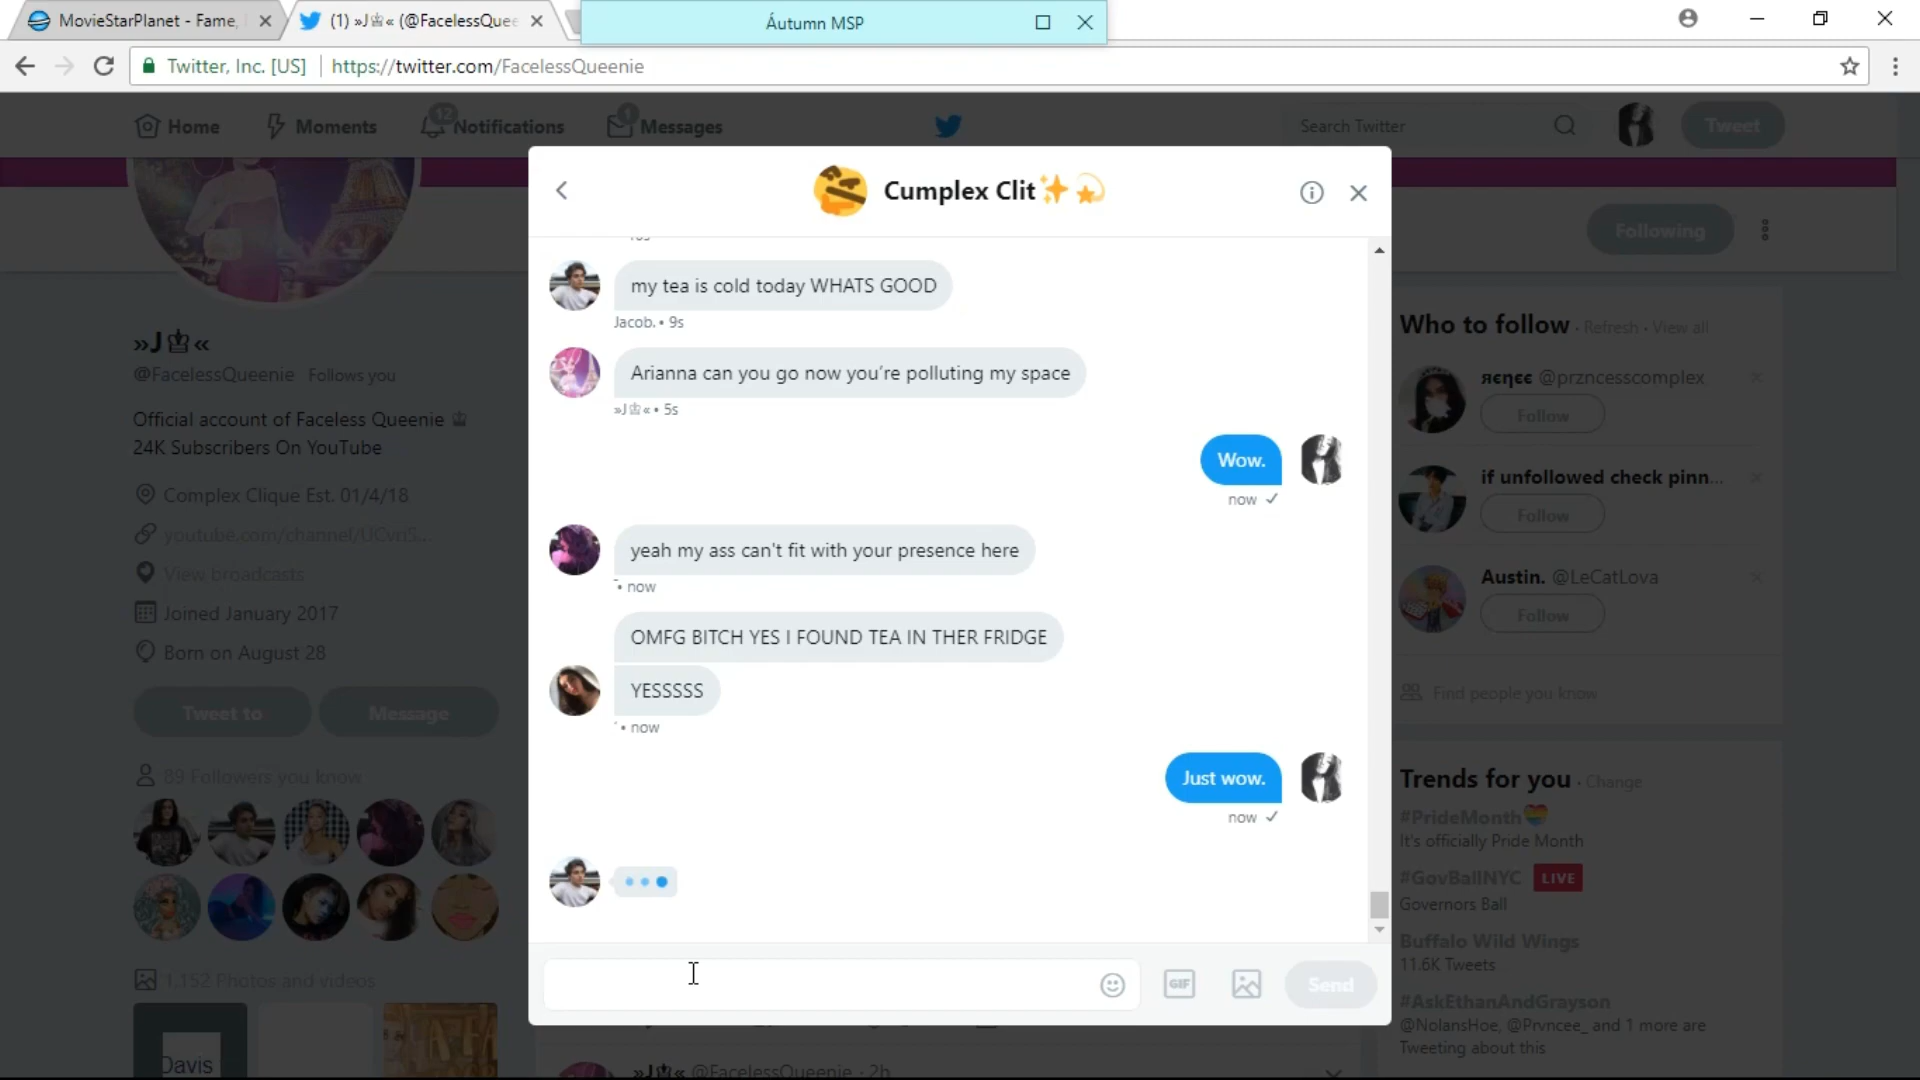 MovieStarPlanet - Fame,
(1) »J♔« (@FacelessQuee
Áutumn MSP
Twitter, Inc. [US]
https://twitter.com/FacelessQueenie
Home
Moments
12
Notifications
1
Messages
Search Twitter
Tweet
Cumplex Clit✨💫
Following
my tea is cold today WHATS GOOD
Jacob. • 9s
Arianna can you go now you're polluting my space
»J♔« • 5s
Wow.
now ✓
yeah my ass can't fit with your presence here
• now
OMFG BITCH YES I FOUND TEA IN THER FRIDGE
YESSSSS
• now
Just wow.
now ✓
GIF
Send
»J♔«
@FacelessQueenie Follows you
Official account of Faceless Queenie ♔
24K Subscribers On YouTube
Complex Clique Est. 01/4/18
View broadcasts
Joined January 2017
Born on August 28
Tweet to
Message
89 Followers you know
1,152 Photos and videos
Davis
»J♔« @FacelessQueenie · 2h
Who to follow · Refresh · View all
яєηєє @przncesscomplex
Follow
if unfollowed check pinn...
Follow
Austin. @LeCatLova
Follow
Find people you know
Trends for you · Change
#PrideMonth
It's officially Pride Month
#GovBallNYC LIVE
Governors Ball
Buffalo Wild Wings
11.6K Tweets
#AskEthanAndGrayson
@NolansHoe, @Prvncee_ and 1 more are
Tweeting about this